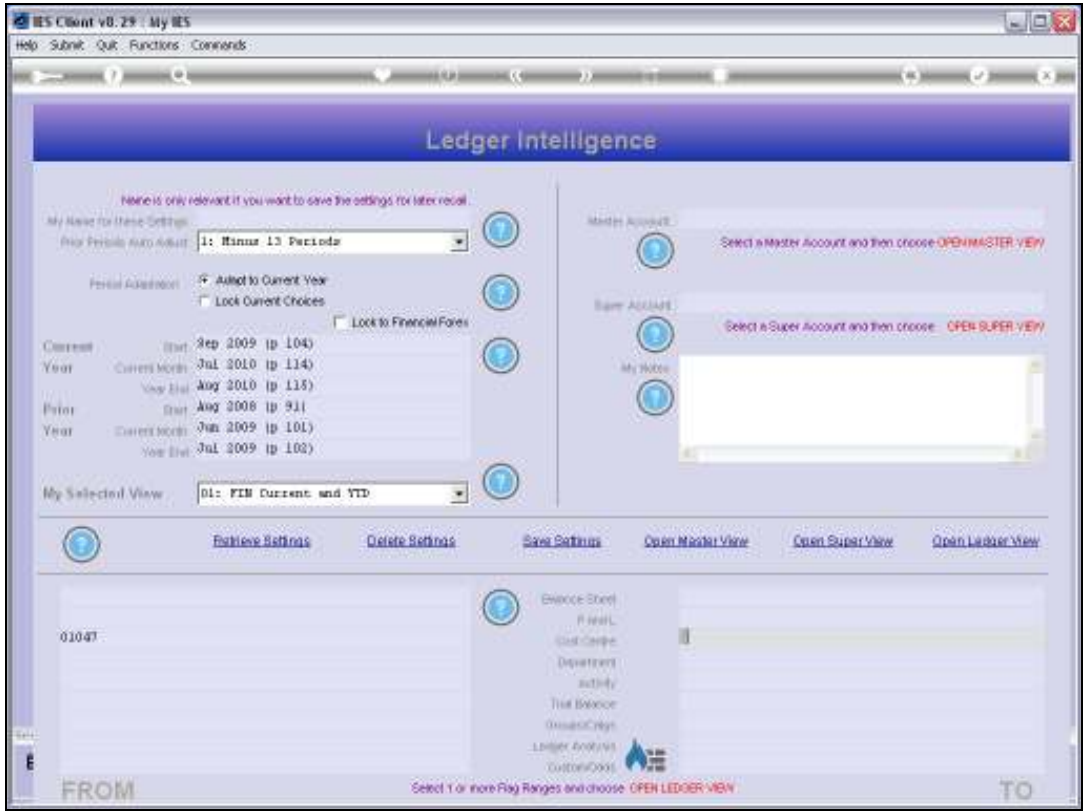 IES Client v8.29 : My IES
Help Submit Quit Functions Commands
Ledger Intelligence
Name is only relevant if you want to save the settings for later recall.
My Name for these Settings
Prior Periods Auto Adjust 1: Minus 13 Periods
Period Adaptation Adapt to Current Year
Lock Current Choices
Lock to Financial Forex
Current Start Sep 2009 (p 104)
Year Current Month Jul 2010 (p 114)
Year End Aug 2010 (p 115)
Prior Start Aug 2008 (p 91)
Year Current Month Jun 2009 (p 101)
Year End Jul 2009 (p 102)
My Selected View 01: FIN Current and YTD
Master Account
Select a Master Account and then choose OPEN MASTER VIEW
Super Account
Select a Super Account and then choose OPEN SUPER VIEW
My Notes
Retrieve Settings Delete Settings Save Settings Open Master View Open Super View Open Ledger View
Balance Sheet
P and L
01047 Cost Centre
Department
Activity
Trial Balance
Ledger Analysis
FROM Select 1 or more Flag Ranges and choose OPEN LEDGER VIEW TO